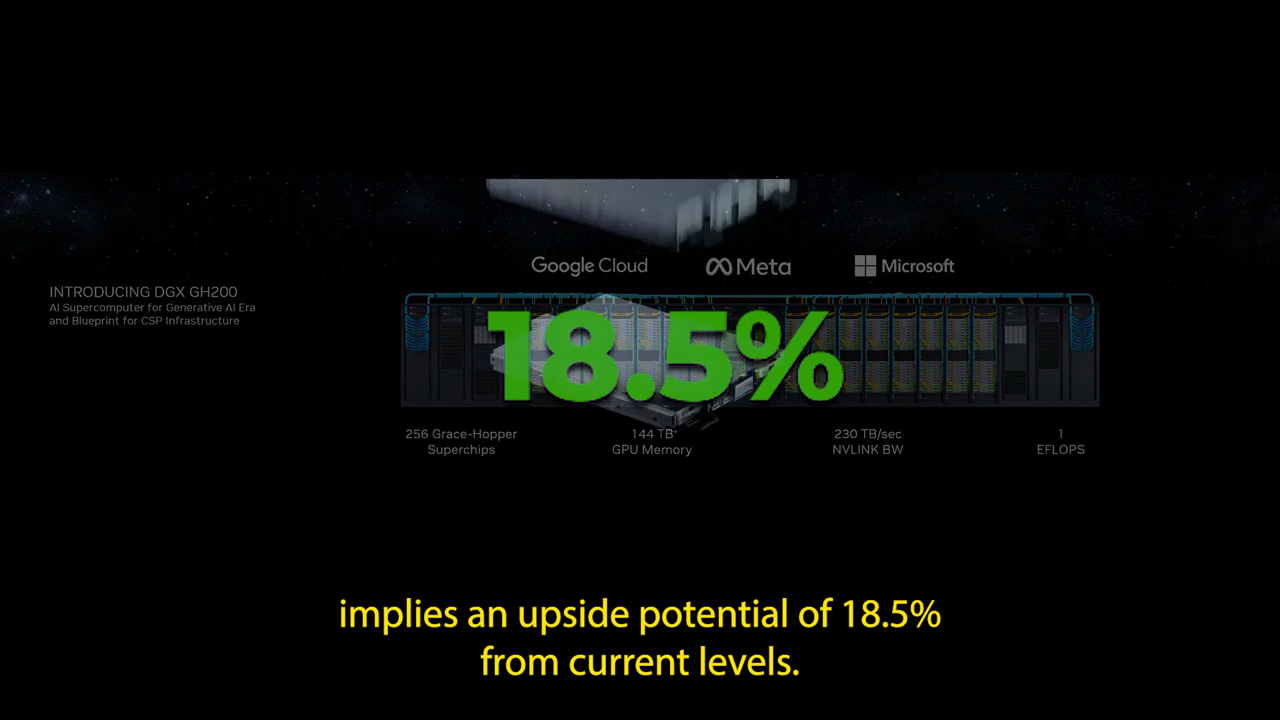 Google Cloud
Meta
Microsoft
INTRODUCING DGX GH200
AI Supercomputer for Generative AI Era
and Blueprint for CSP Infrastructure
18.5%
256 Grace-Hopper
Superchips
144 TB*
GPU Memory
230 TB/sec
NVLINK BW
1
EFLOPS
implies an upside potential of 18.5%
from current levels.